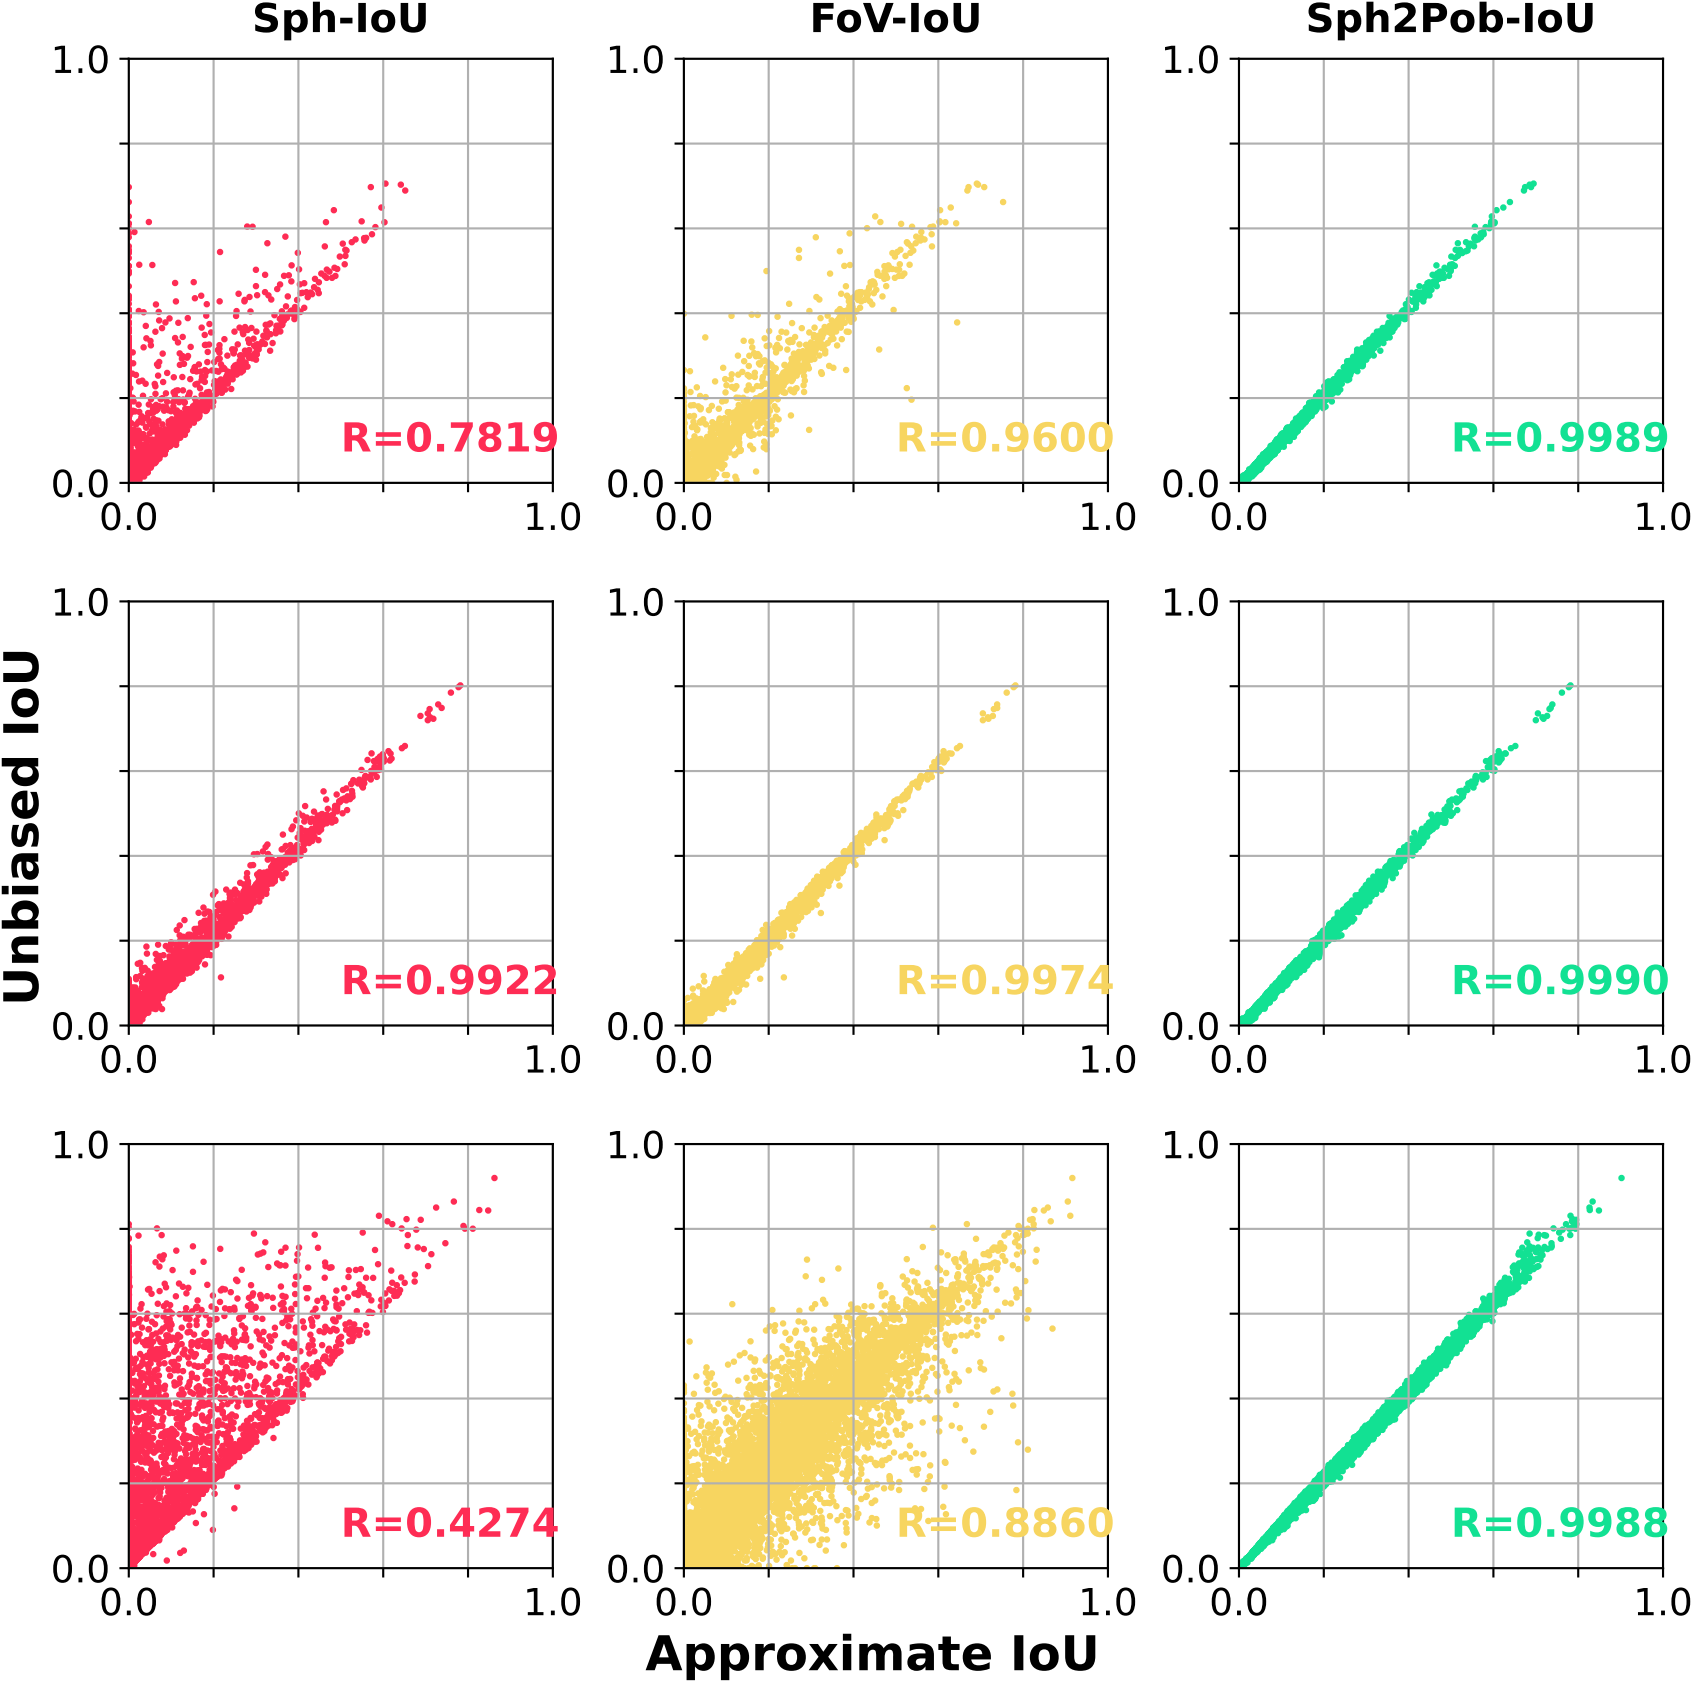 Sph-IoU FoV-IoU Sph2Pob-IoU
1.0 1.0 1.0
R=0.7819 R=0.9600 R=0.9989
0.0 0.0 0.0
0.0 1.0 0.0 1.0 0.0 1.0
1.0 1.0 1.0
Unbiased IoU
R=0.9922 R=0.9974 R=0.9990
0.0 0.0 0.0
0.0 1.0 0.0 1.0 0.0 1.0
1.0 1.0 1.0
R=0.4274 R=0.8860 R=0.9988
0.0 0.0 0.0
0.0 1.0 0.0 1.0 0.0 1.0
Approximate IoU